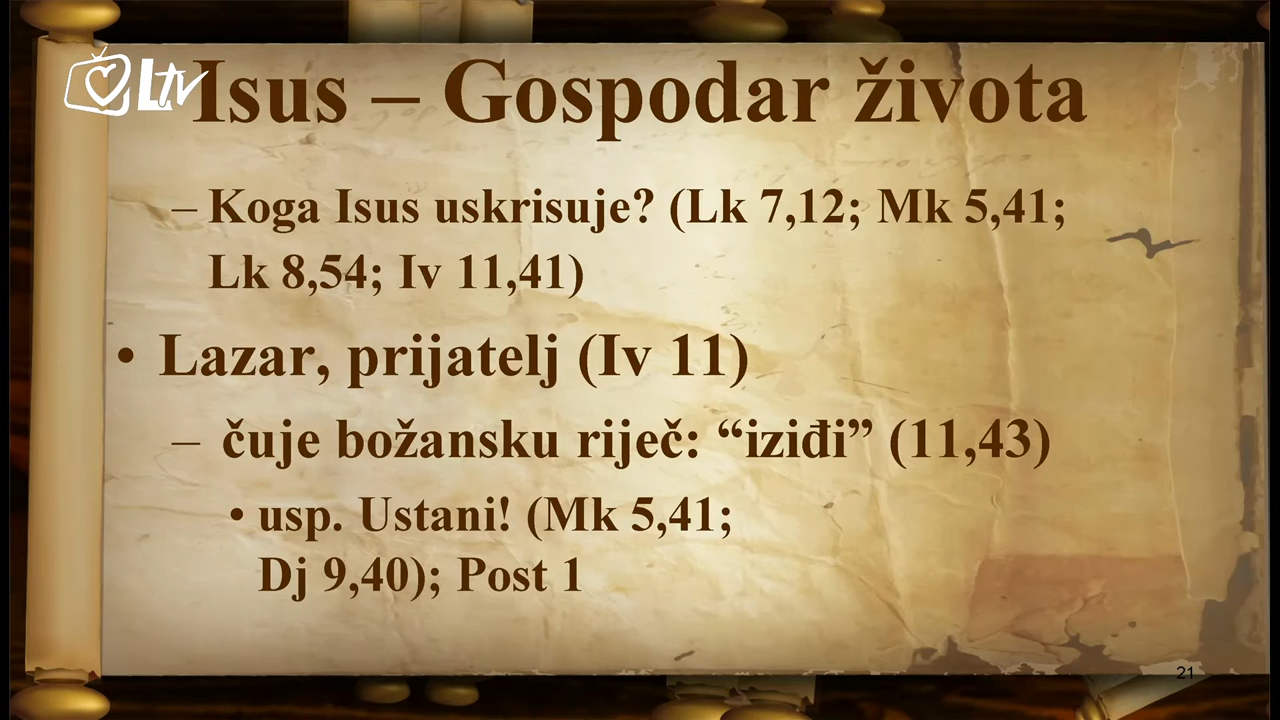 Ltv
Isus – Gospodar života
– Koga Isus uskrisuje? (Lk 7,12; Mk 5,41;
Lk 8,54; Iv 11,41)
• Lazar, prijatelj (Iv 11)
– čuje božansku riječ: “iziđi” (11,43)
• usp. Ustani! (Mk 5,41;
Dj 9,40); Post 1
21